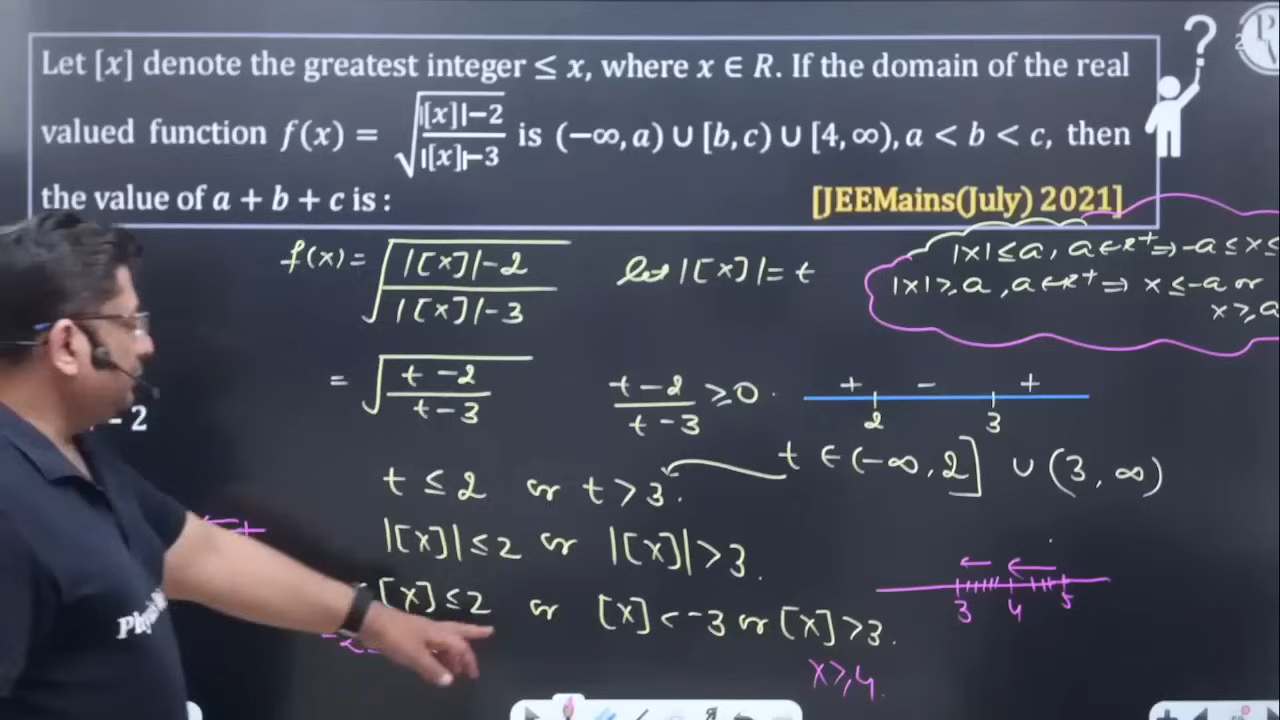 Let [x] denote the greatest integer ≤ x, where x ∈ R. If the domain of the real
valued function f(x) = √(|[x]|−2 / |[x]|−3) is (−∞, a) ∪ [b, c) ∪ [4, ∞), a < b < c, then
the value of a + b + c is :
[JEEMains(July) 2021]
?
f(x) = √(|[x]|-2 / |[x]|-3)
let |[x]| = t
|x| ≤ a, a ∈ R⁺ ⇒ -a ≤ x ≤
|x| ≥ a, a ∈ R⁺ ⇒ x ≤ -a or
x ≥ a
= √(t-2 / t-3)
t-2 / t-3 ≥ 0.
+ - +
2 3
- 2
t ∈ (-∞, 2] ∪ (3, ∞)
t ≤ 2 or t > 3.
|[x]| ≤ 2 or |[x]| > 3.
3 4 5
[x] ≤ 2 or [x] < -3 or [x] > 3.
x ≥ 4.